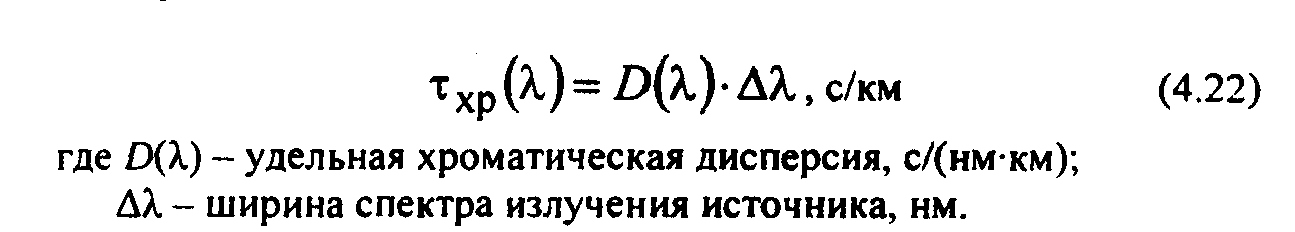 τхр(λ) = D(λ)·Δλ, с/км (4.22)
где D(λ) – удельная хроматическая дисперсия, с/(нм·км);
Δλ – ширина спектра излучения источника, нм.